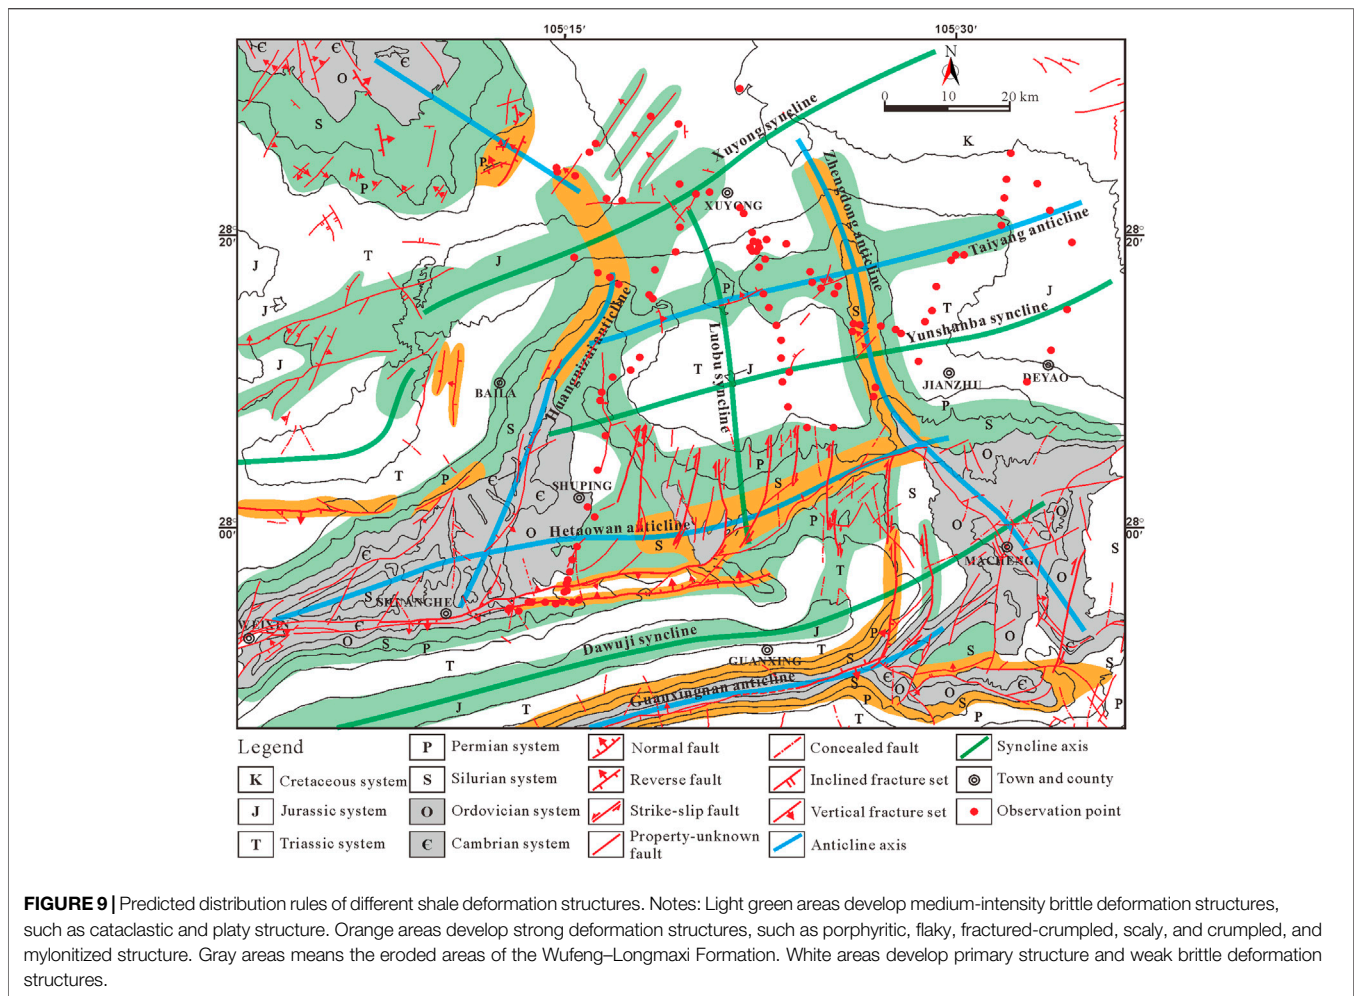 105°15′
105°30′
Є
Є
Є
O
N
0
10
20 km
S
K
P
P
Xuyong syncline
Zhengdong anticline
XUYONG
28°
20′
28°
20′
T
J
J
Taiyang anticline
J
P
J
T
Yunshanba syncline
S
J
Huangnizui anticline
Luobu syncline
T
J
BAILA
JIANZHU
DEYAO
P
S
S
O
T
P
Є
P
S
SHUPING
Є
S
28°
00′
28°
00′
O
Hetaowan anticline
S
P
O
O
S
Є
MACHENG
T
O
S
SHUANGHE
WEIXIN
Є
O
S
P
Dawuji syncline
J
P
O
T
T
GUANXING
S
S
Є
S
Guanxingnan anticline
S
Є
O
O
Є
J
T
P
S
P
P
T
Legend
P Permian system
Normal fault
Concealed fault
Syncline axis
K Cretaceous system
S Silurian system
Reverse fault
Inclined fracture set
Town and county
J Jurassic system
O Ordovician system
Strike-slip fault
Vertical fracture set
Observation point
T Triassic system
Є Cambrian system
Property-unknown
fault
Anticline axis
FIGURE 9 | Predicted distribution rules of different shale deformation structures. Notes: Light green areas develop medium-intensity brittle deformation structures,
such as cataclastic and platy structure. Orange areas develop strong deformation structures, such as porphyritic, flaky, fractured-crumpled, scaly, and crumpled, and
mylonitized structure. Gray areas means the eroded areas of the Wufeng–Longmaxi Formation. White areas develop primary structure and weak brittle deformation
structures.